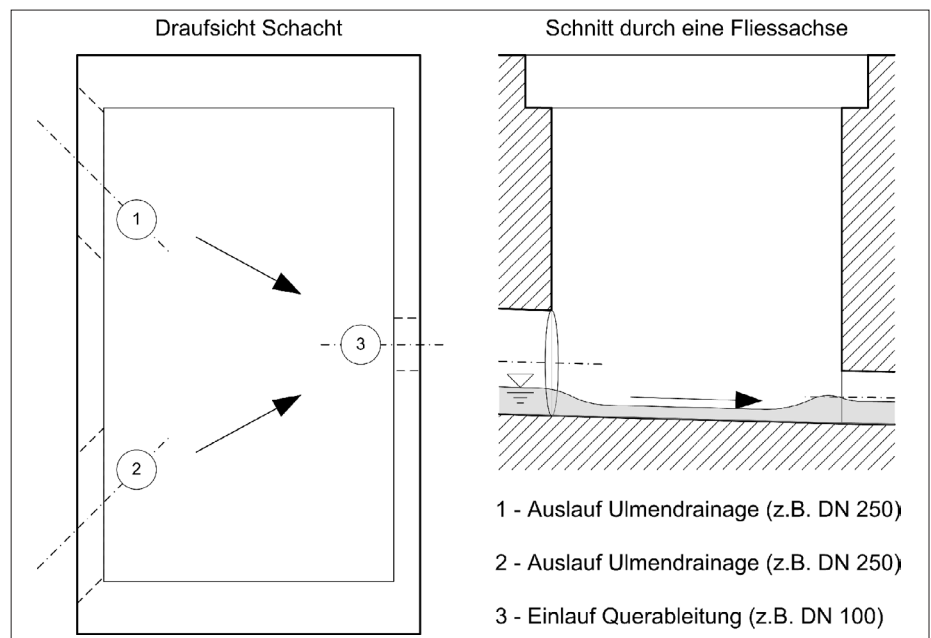 Draufsicht Schacht
Schnitt durch eine Fliessachse
1
2
3
1 - Auslauf Ulmendrainage (z.B. DN 250)
2 - Auslauf Ulmendrainage (z.B. DN 250)
3 - Einlauf Querableitung (z.B. DN 100)